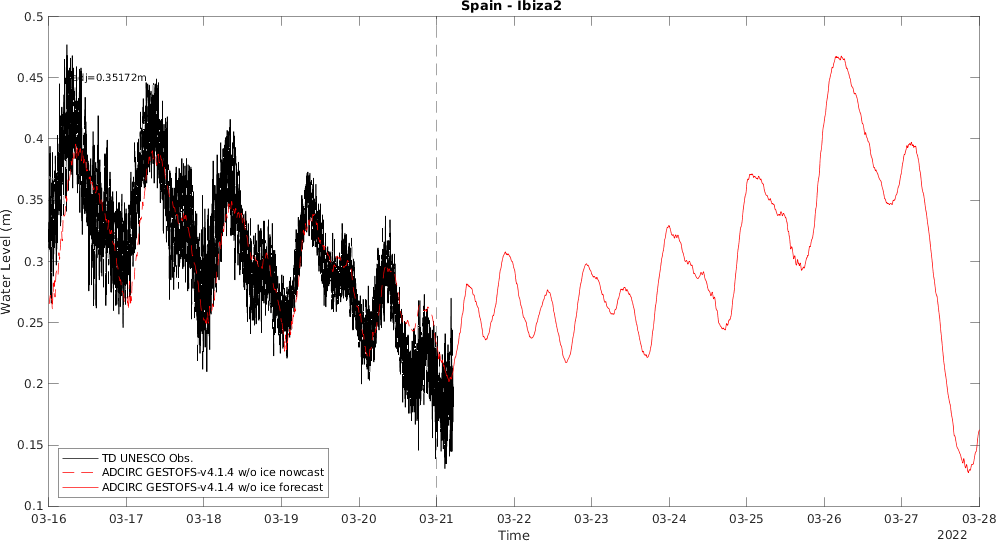 Spain - Ibiza2
0.5
0.45
0.4
0.35
0.3
0.25
0.2
0.15
0.1
Water Level (m)
adj=0.35172m
TD UNESCO Obs.
ADCIRC GESTOFS-v4.1.4 w/o ice nowcast
ADCIRC GESTOFS-v4.1.4 w/o ice forecast
03-16 03-17 03-18 03-19 03-20 03-21 03-22 03-23 03-24 03-25 03-26 03-27 03-28
Time
2022